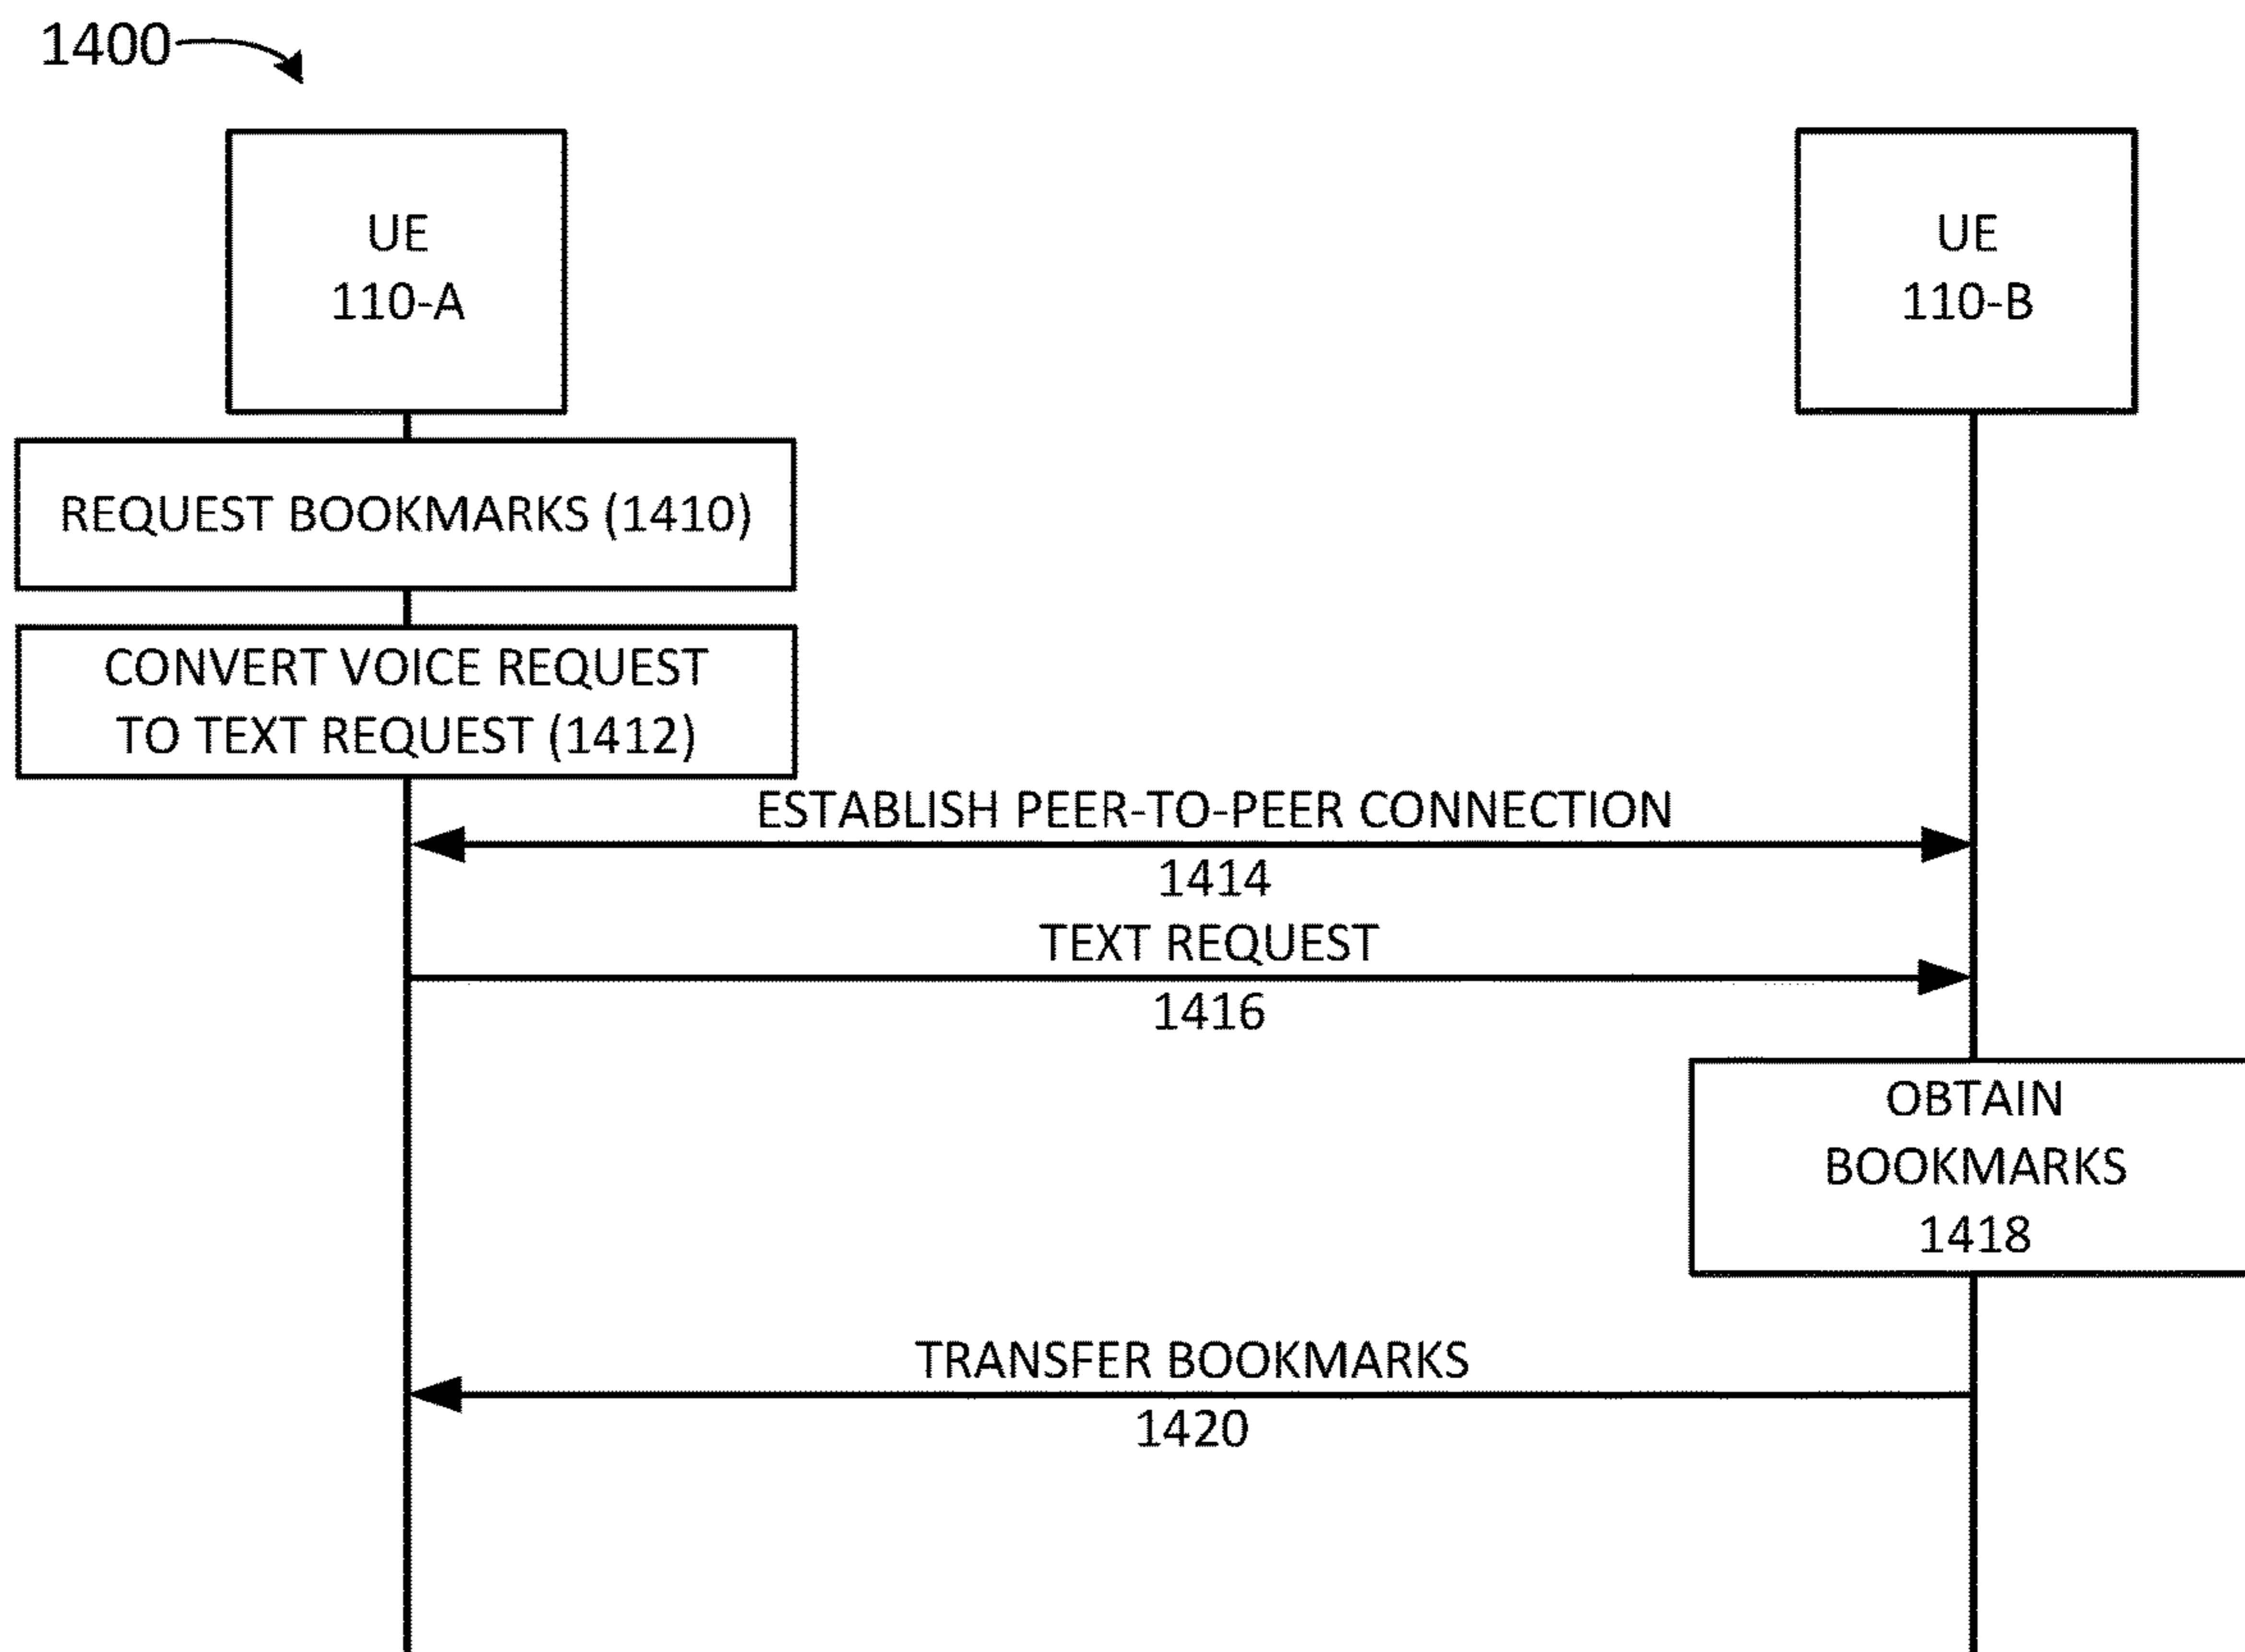 1400
UE
110-A
UE
110-B
REQUEST BOOKMARKS (1410)
CONVERT VOICE REQUEST
TO TEXT REQUEST (1412)
ESTABLISH PEER-TO-PEER CONNECTION
1414
TEXT REQUEST
1416
OBTAIN
BOOKMARKS
1418
TRANSFER BOOKMARKS
1420